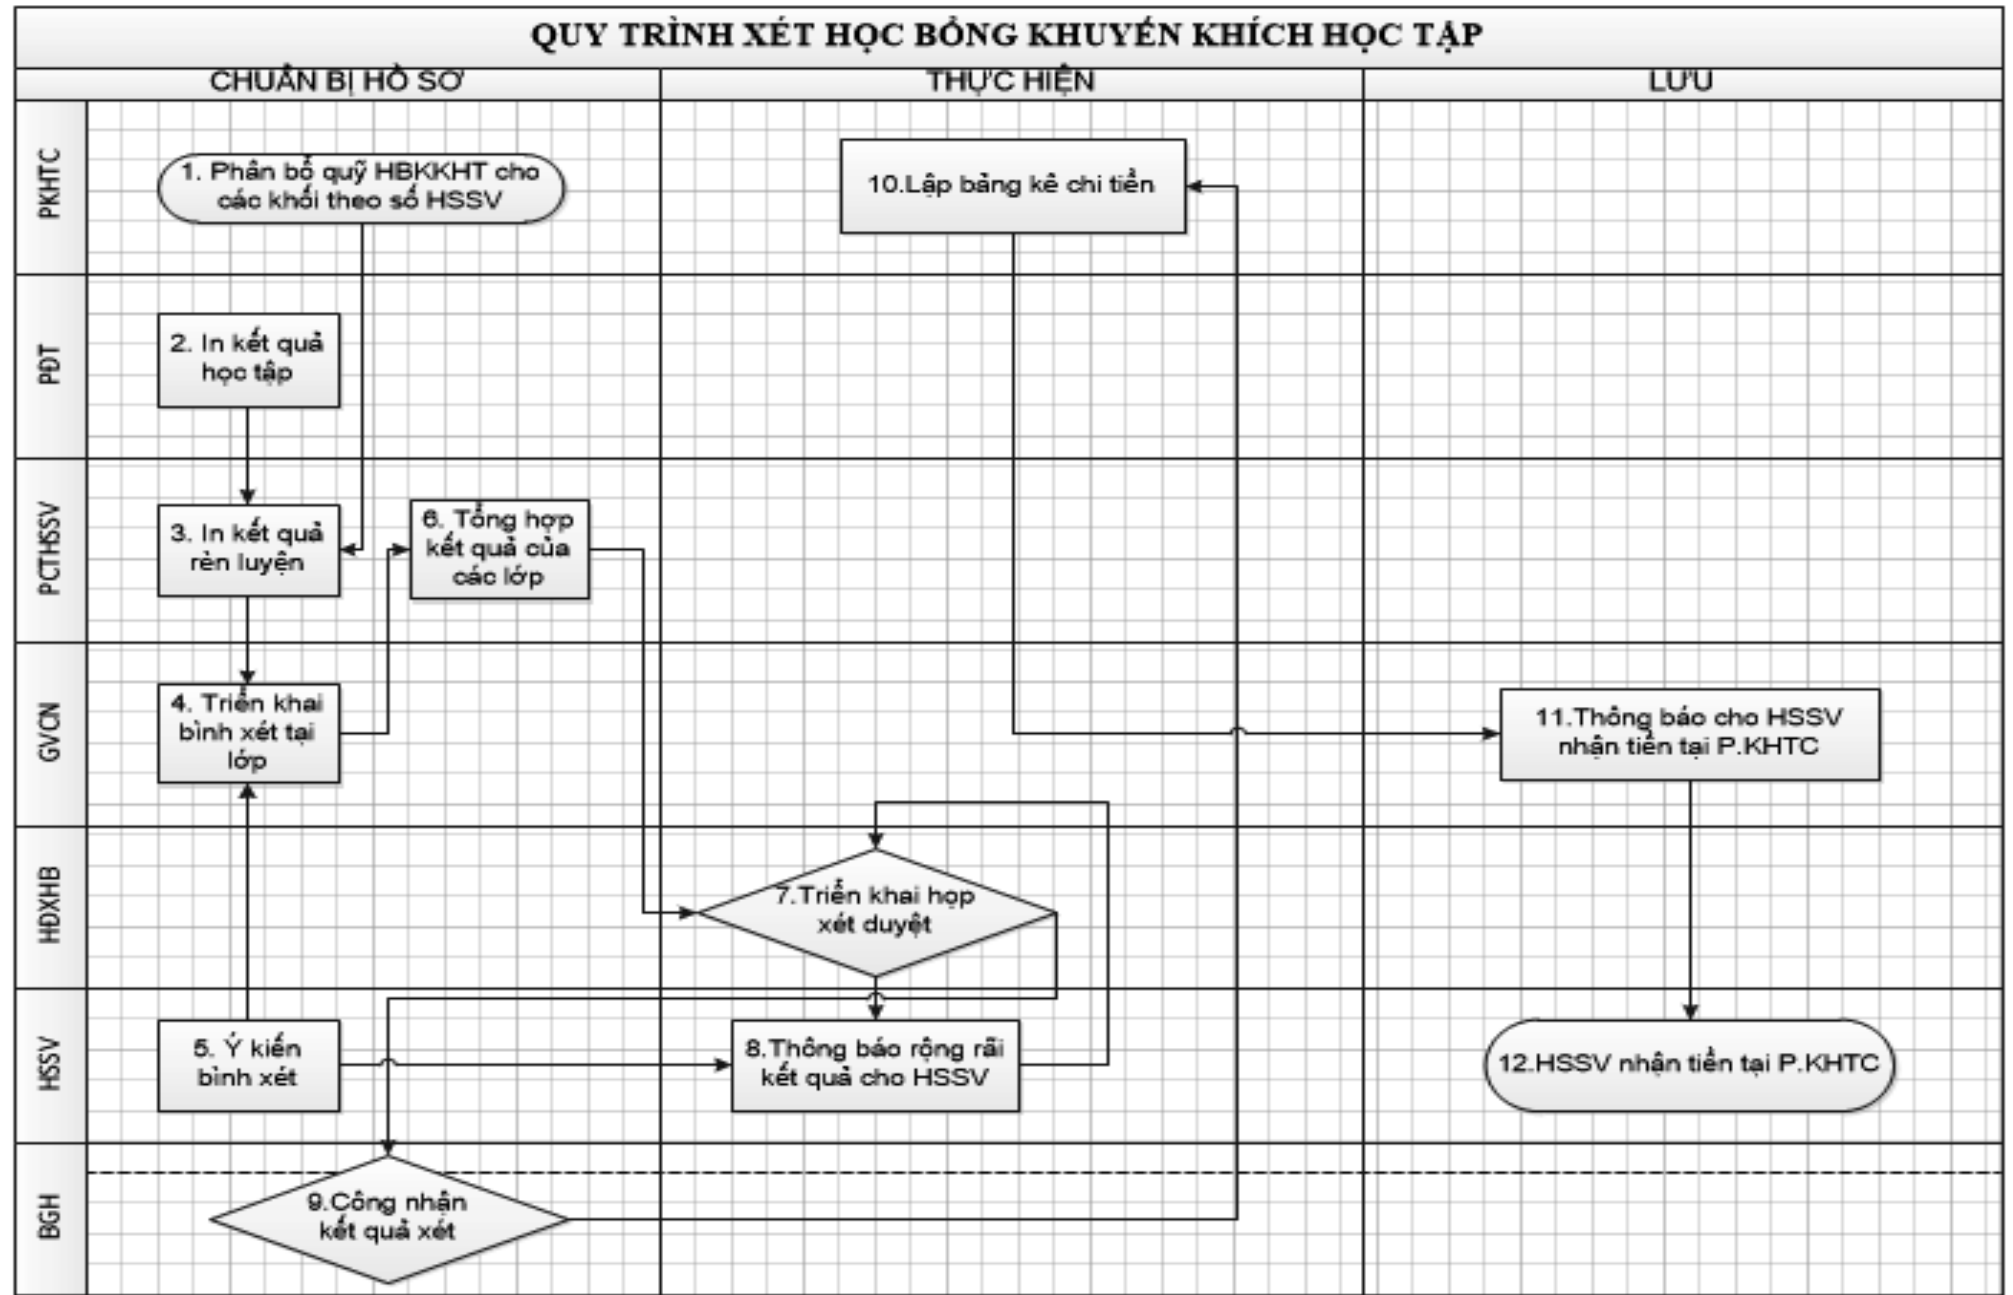 QUY TRÌNH XÉT HỌC BỔNG KHUYẾN KHÍCH HỌC TẬP
CHUẨN BỊ HỒ SƠ
THỰC HIỆN
LƯU
PKHTC
1. Phân bổ quỹ HBKKHT cho
các khối theo số HSSV
10.Lập bảng kê chi tiền
PĐT
2. In kết quả
học tập
PCTHSSV
3. In kết quả
rèn luyện
6. Tổng hợp
kết quả của
các lớp
GVCN
4. Triển khai
bình xét tại
lớp
11.Thông báo cho HSSV
nhận tiền tại P.KHTC
HĐXHB
7.Triển khai họp
xét duyệt
HSSV
5. Ý kiến
bình xét
8.Thông báo rộng rãi
kết quả cho HSSV
12.HSSV nhận tiền tại P.KHTC
BGH
9.Công nhận
kết quả xét